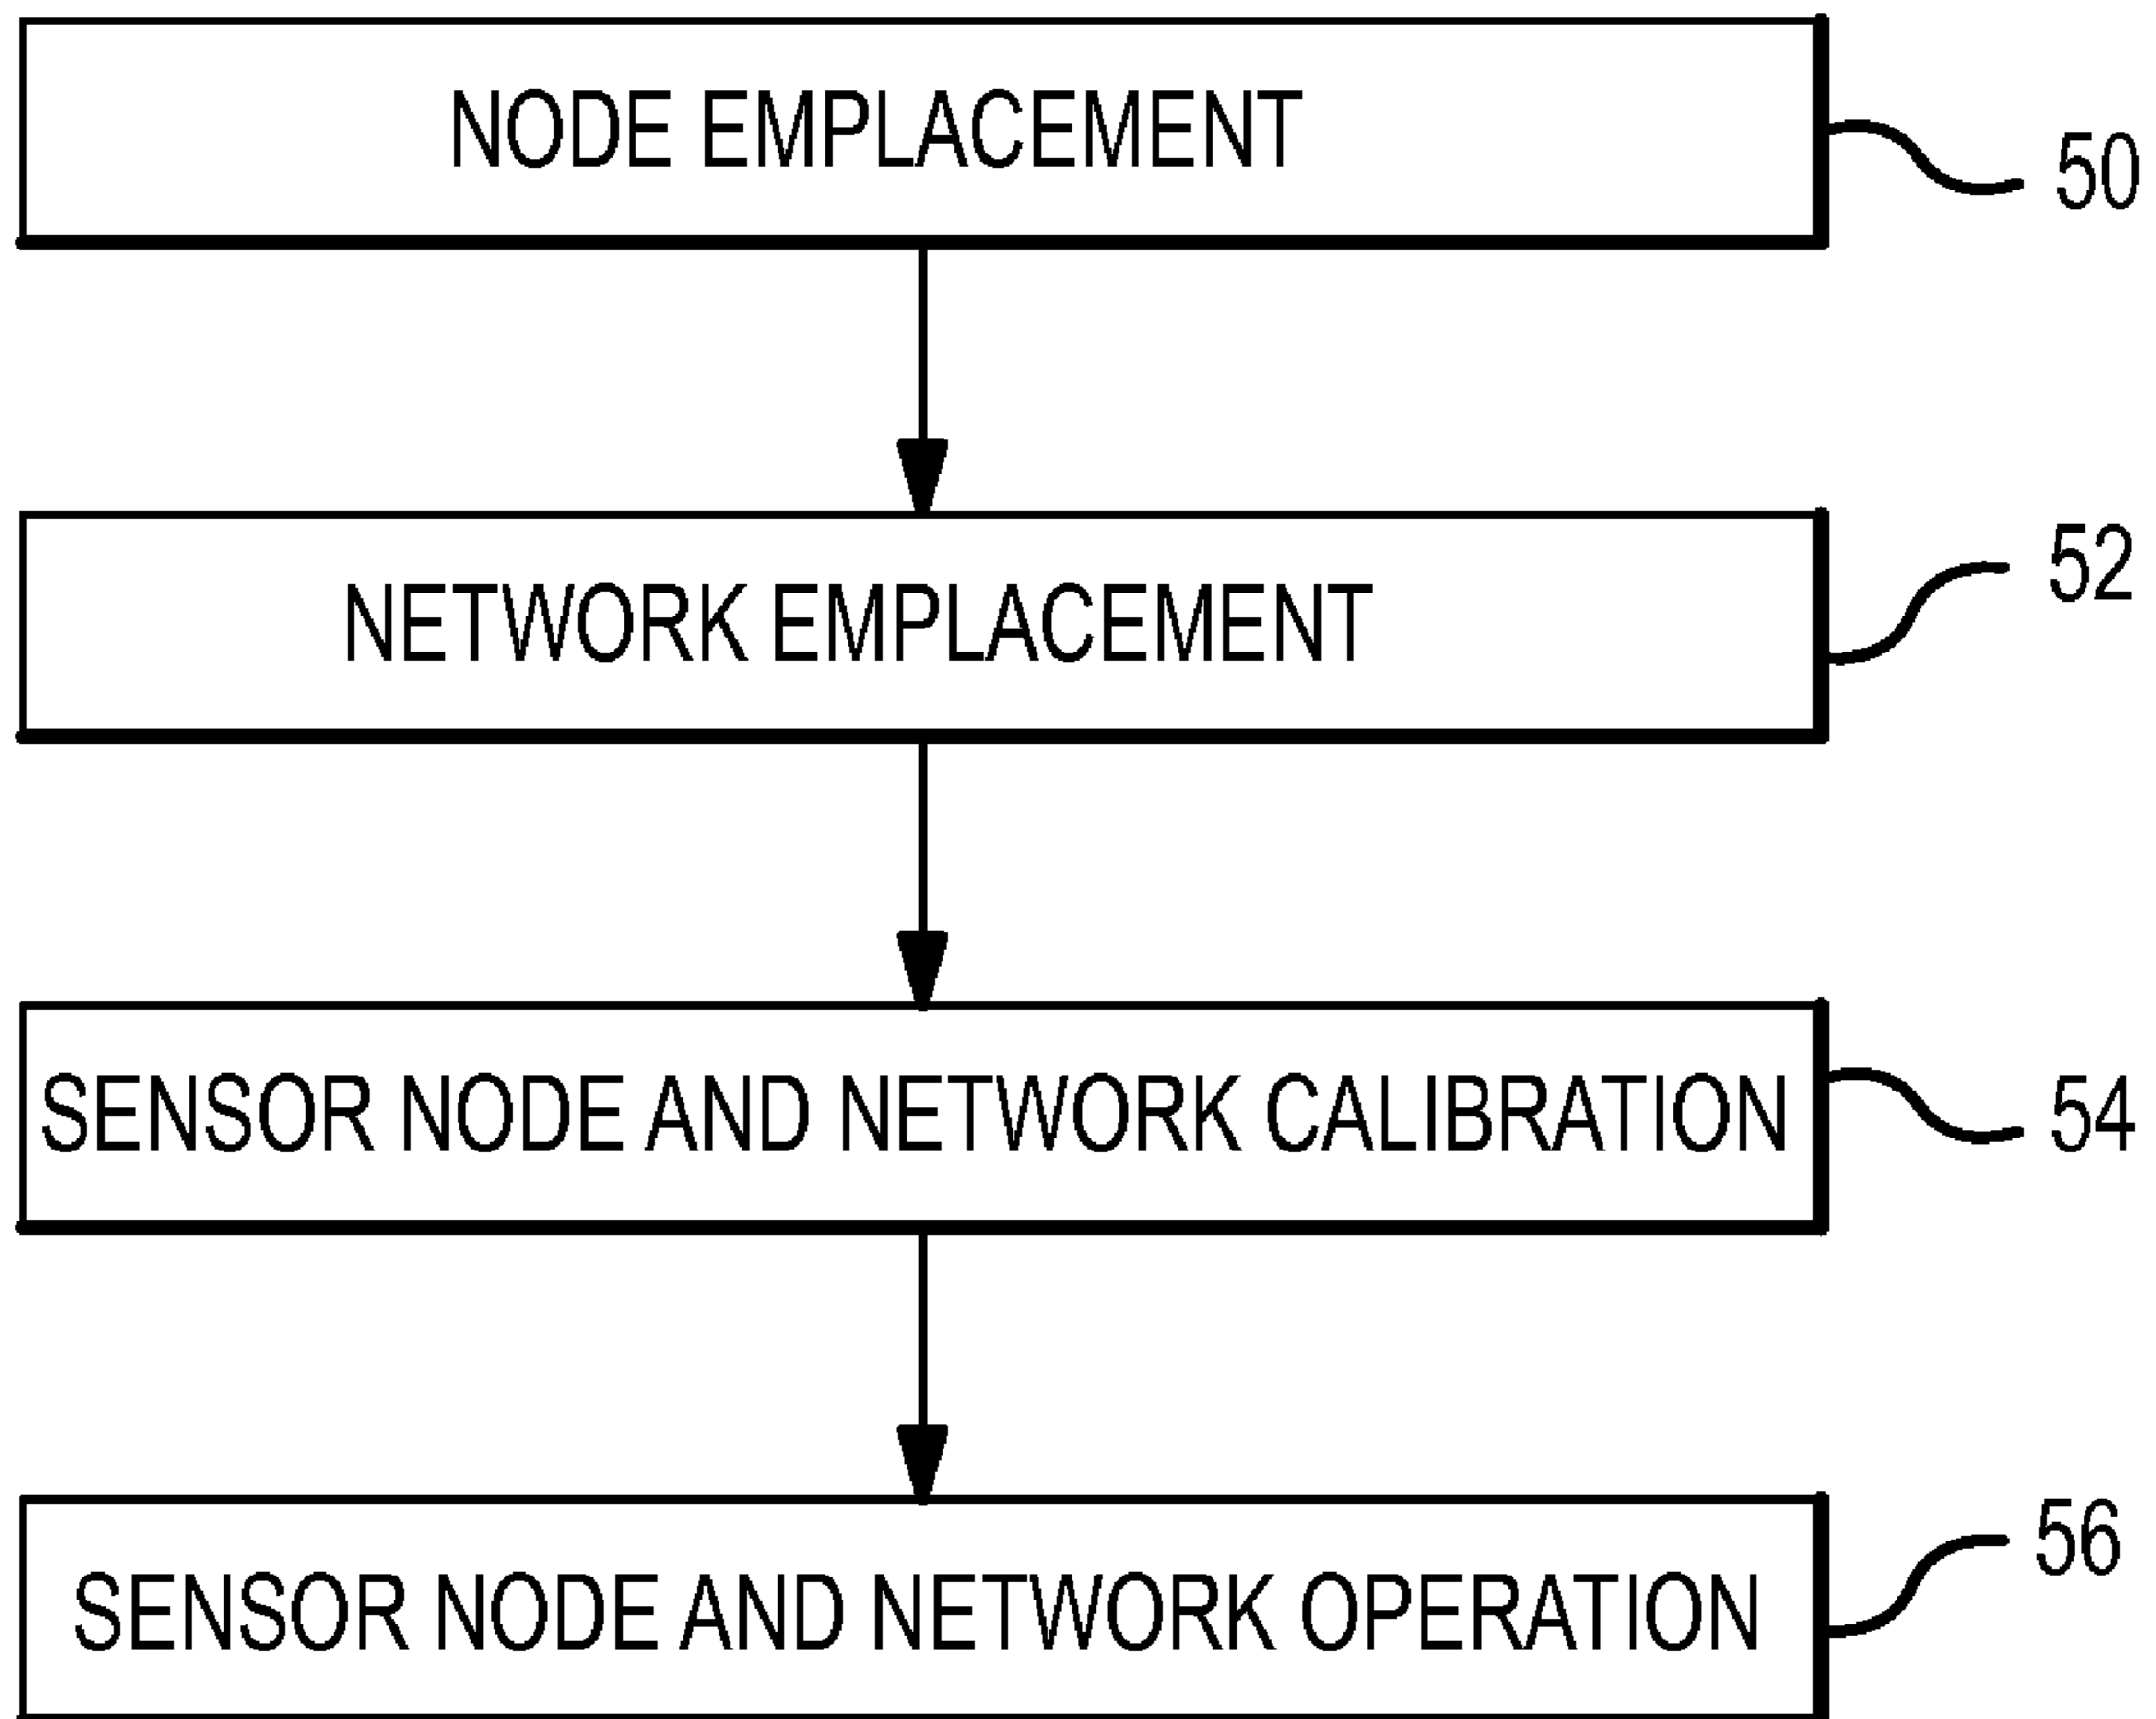 NODE EMPLACEMENT
50
NETWORK EMPLACEMENT
52
SENSOR NODE AND NETWORK CALIBRATION
54
SENSOR NODE AND NETWORK OPERATION
56